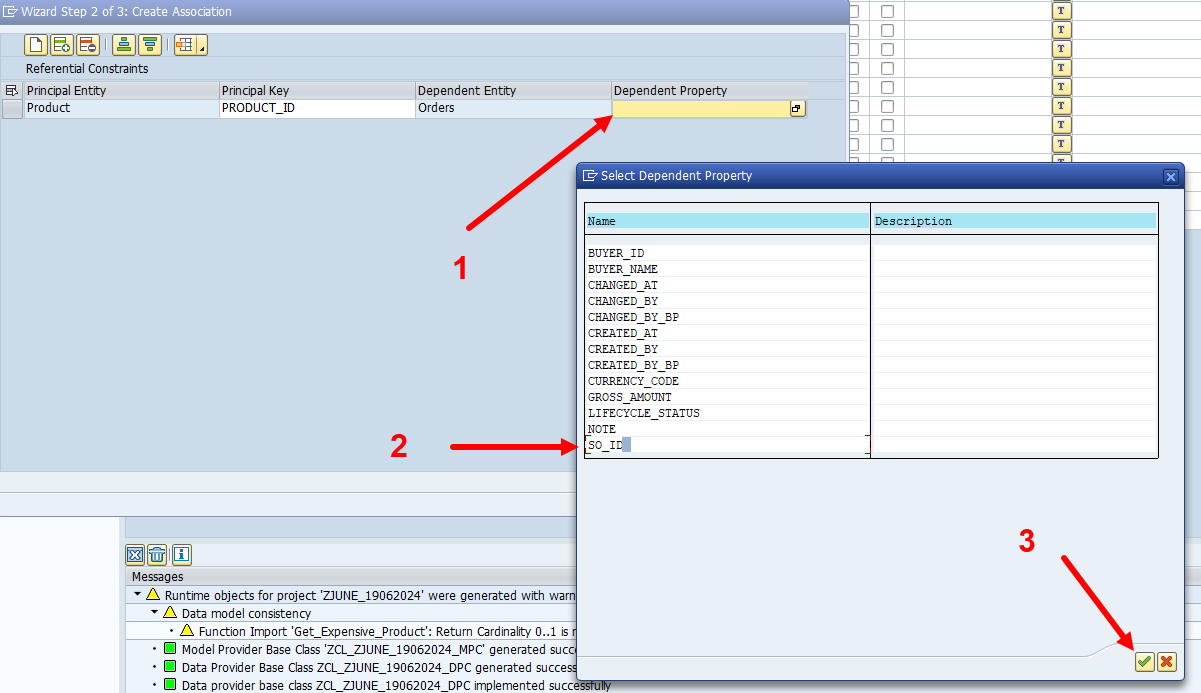 Wizard Step 2 of 3: Create Association
Referential Constraints
Principal Entity Principal Key Dependent Entity Dependent Property
Product PRODUCT_ID Orders
1
Select Dependent Property
Name Description
BUYER_ID
BUYER_NAME
CHANGED_AT
CHANGED_BY
CHANGED_BY_BP
CREATED_AT
CREATED_BY
CREATED_BY_BP
CURRENCY_CODE
GROSS_AMOUNT
LIFECYCLE_STATUS
NOTE
2
SO_ID
3
T
T
T
T
T
T
T
T
Messages
Runtime objects for project 'ZJUNE_19062024' were generated with warn
Data model consistency
Function Import 'Get_Expensive_Product': Return Cardinality 0..1 is
Model Provider Base Class 'ZCL_ZJUNE_19062024_MPC' generated succ
Data Provider Base Class ZCL_ZJUNE_19062024_DPC generated success
Data provider base class ZCL_ZJUNE_19062024_DPC implemented successfully